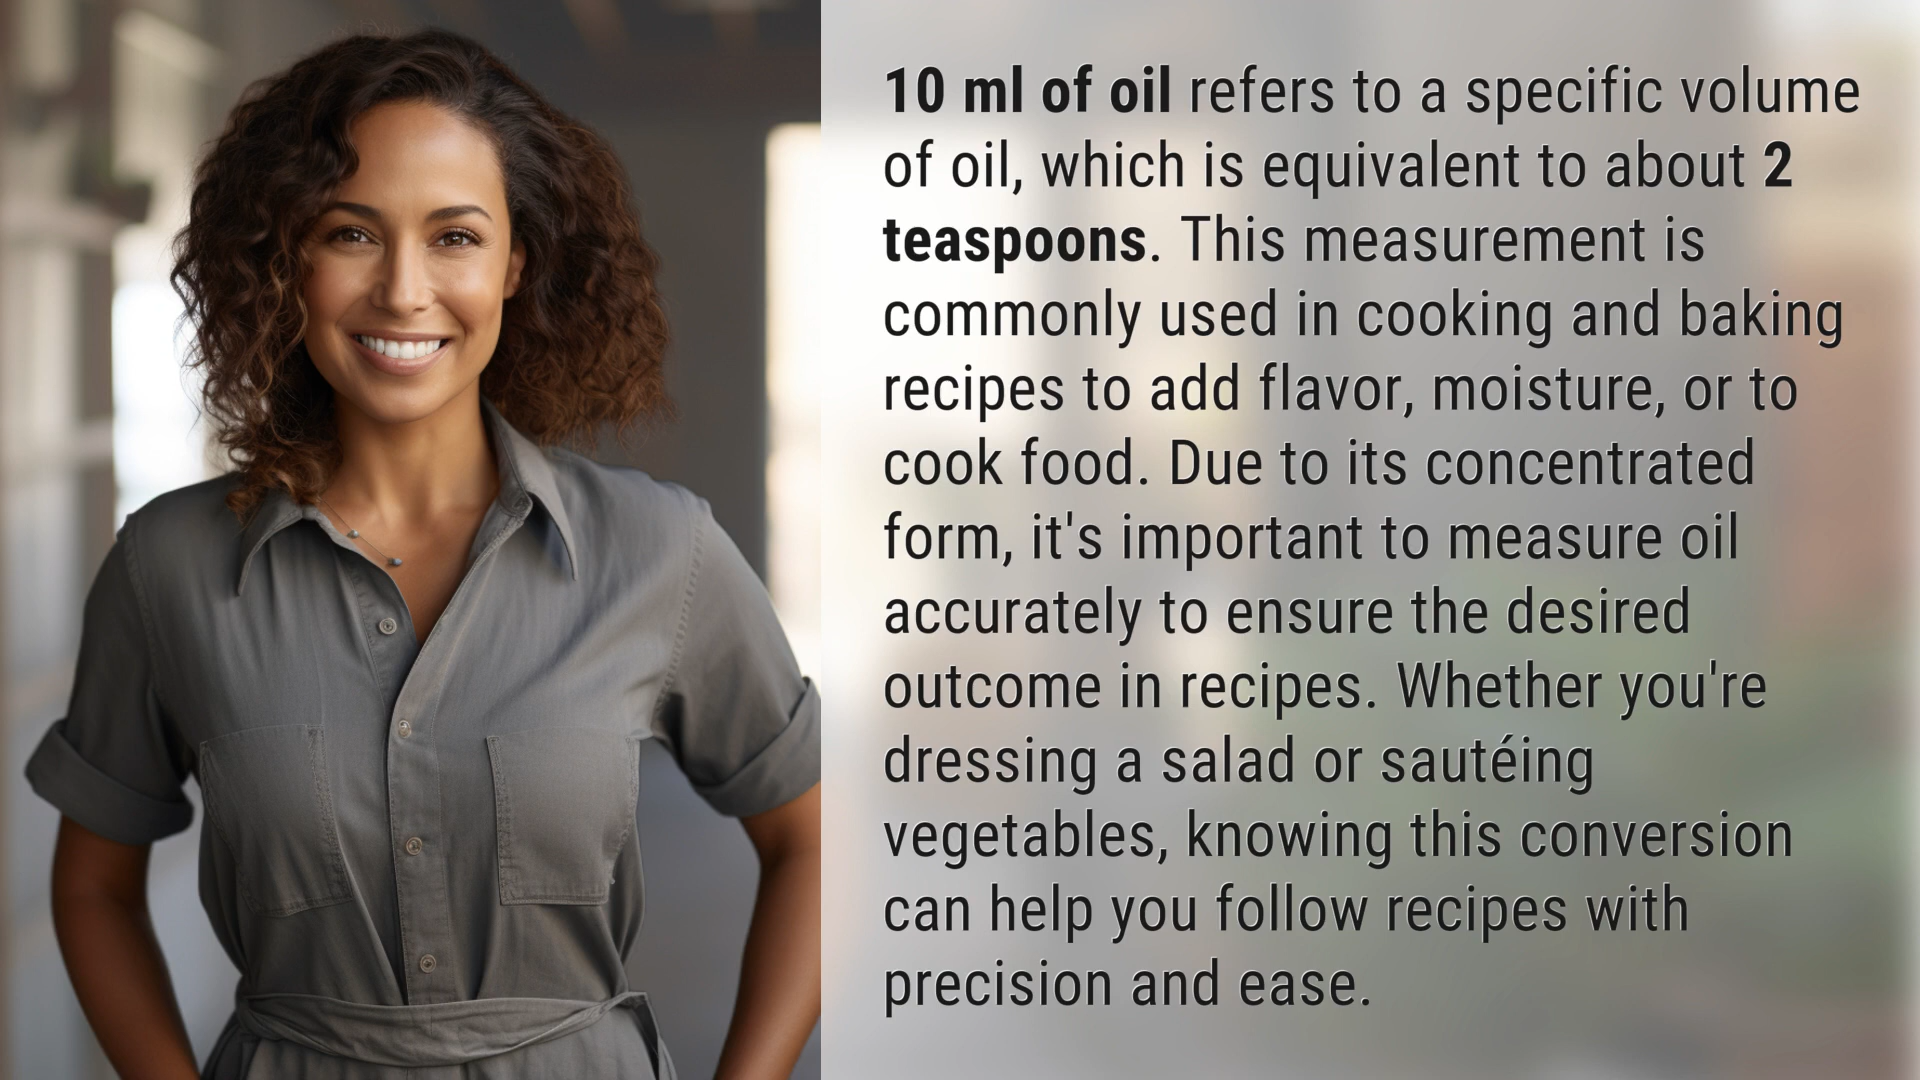 10 ml of oil refers to a specific volume
of oil, which is equivalent to about 2
teaspoons. This measurement is
commonly used in cooking and baking
recipes to add flavor, moisture, or to
cook food. Due to its concentrated
form, it's important to measure oil
accurately to ensure the desired
outcome in recipes. Whether you're
dressing a salad or sautéing
vegetables, knowing this conversion
can help you follow recipes with
precision and ease.